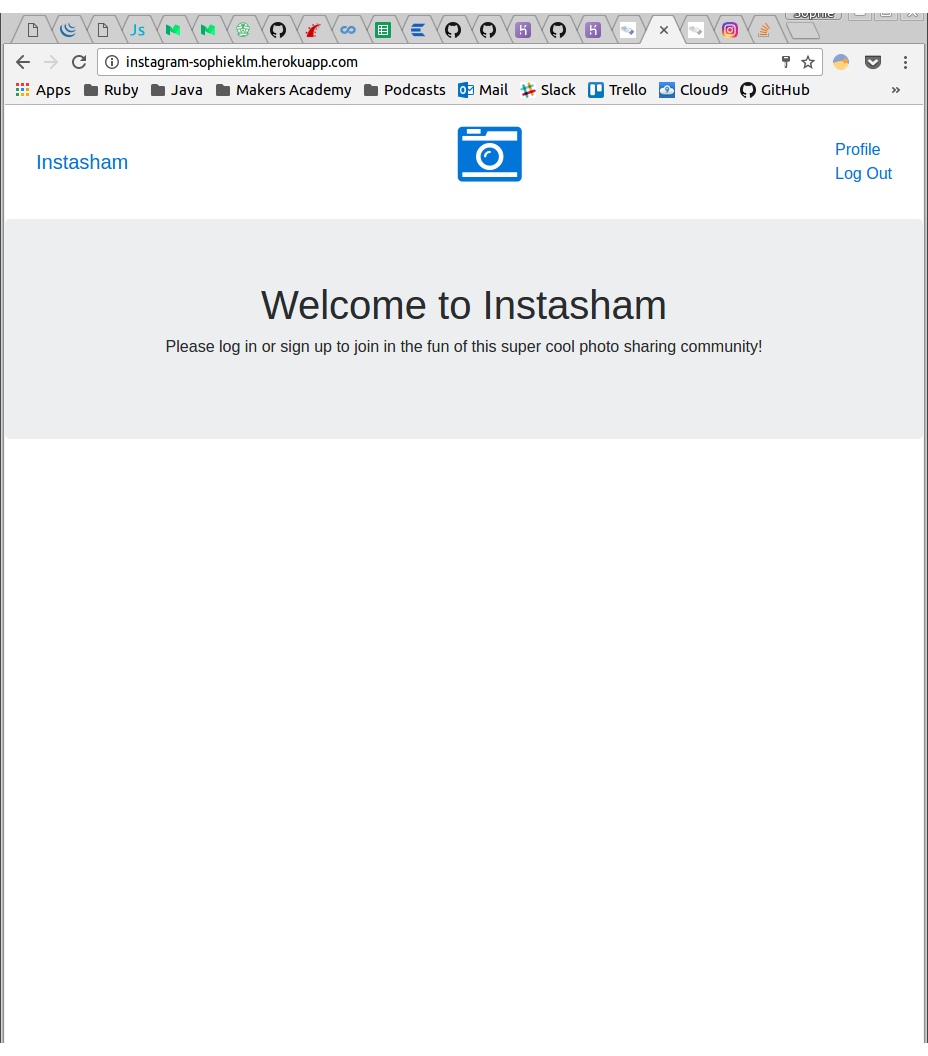 Sophie
Js
instagram-sophieklm.herokuapp.com
Apps Ruby Java Makers Academy Podcasts Mail Slack Trello Cloud9 GitHub »
Instasham
Profile
Log Out
Welcome to Instasham
Please log in or sign up to join in the fun of this super cool photo sharing community!